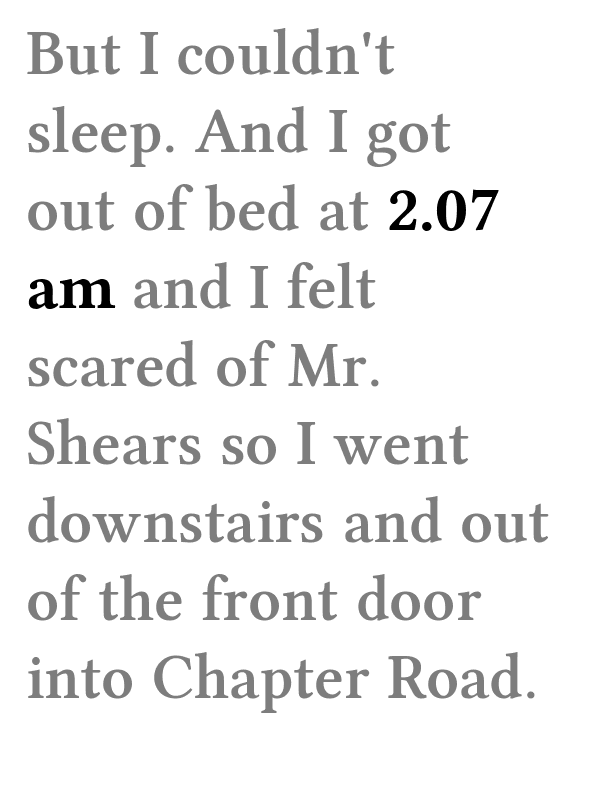 But I couldn't
sleep. And I got
out of bed at 2.07
am and I felt
scared of Mr.
Shears so I went
downstairs and out
of the front door
into Chapter Road.